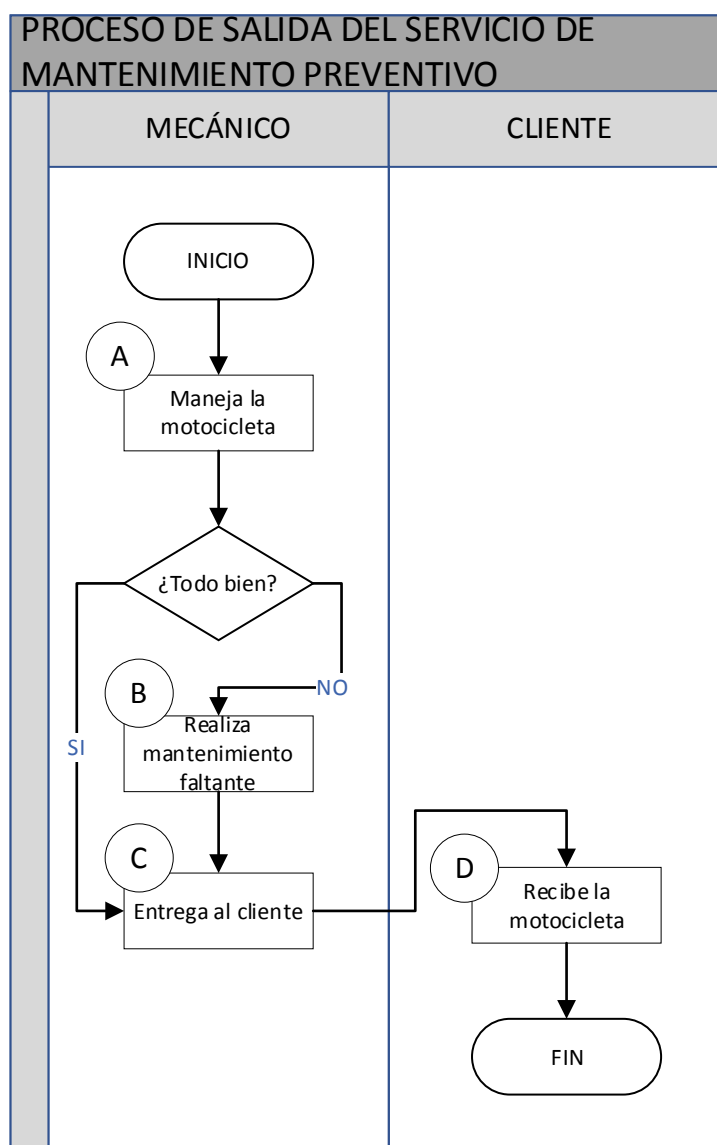 PROCESO DE SALIDA DEL SERVICIO DE
MANTENIMIENTO PREVENTIVO
MECÁNICO
CLIENTE
INICIO
A
Maneja la
motocicleta
¿Todo bien?
NO
B
Realiza
mantenimiento
faltante
SI
C
Entrega al cliente
D
Recibe la
motocicleta
FIN